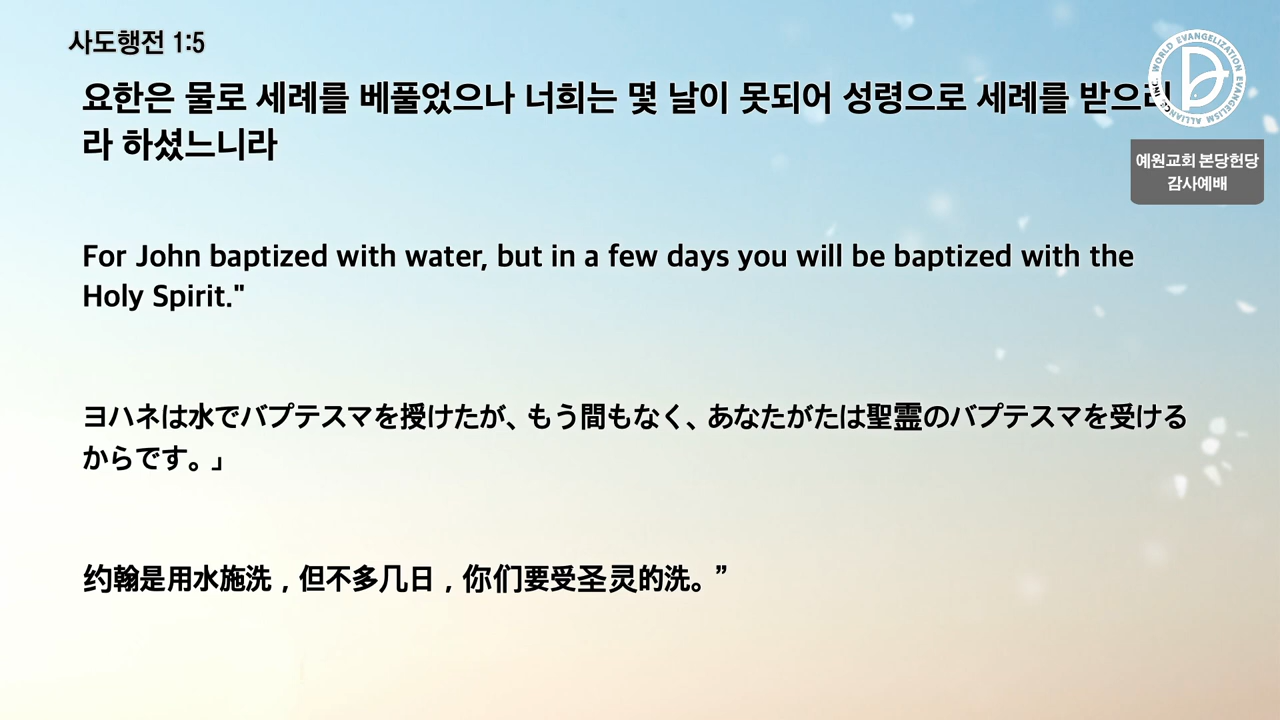 사도행전 1:5
요한은 물로 세례를 베풀었으나 너희는 몇 날이 못되어 성령으로 세례를 받으리
라 하셨느니라
For John baptized with water, but in a few days you will be baptized with the
Holy Spirit."
ヨハネは水でバプテスマを授けたが、もう間もなく、あなたがたは聖霊のバプテスマを受ける
からです。」
约翰是用水施洗，但不多几日，你们要受圣灵的洗。”
WORLD EVANGELIZATION EVANGELISM ALLIANCE INC.
예원교회 본당헌당
감사예배